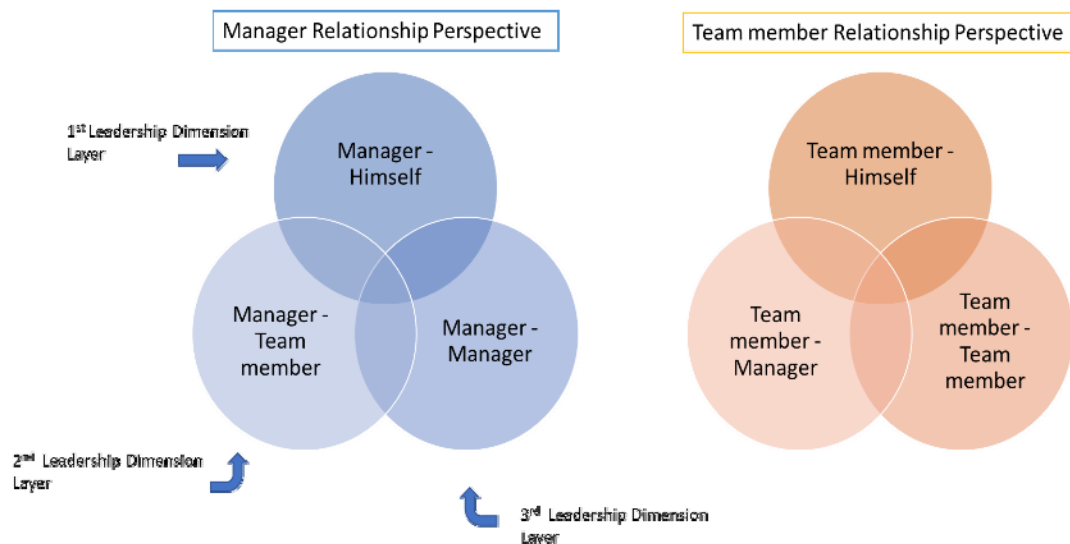 Manager Relationship Perspective
Team member Relationship Perspective
1st Leadership Dimension
Layer
Manager -
Himself
Team member -
Himself
Manager -
Team
member
Manager -
Manager
Team
member -
Manager
Team
member -
Team
member
2nd Leadership Dimension
Layer
3rd Leadership Dimension
Layer